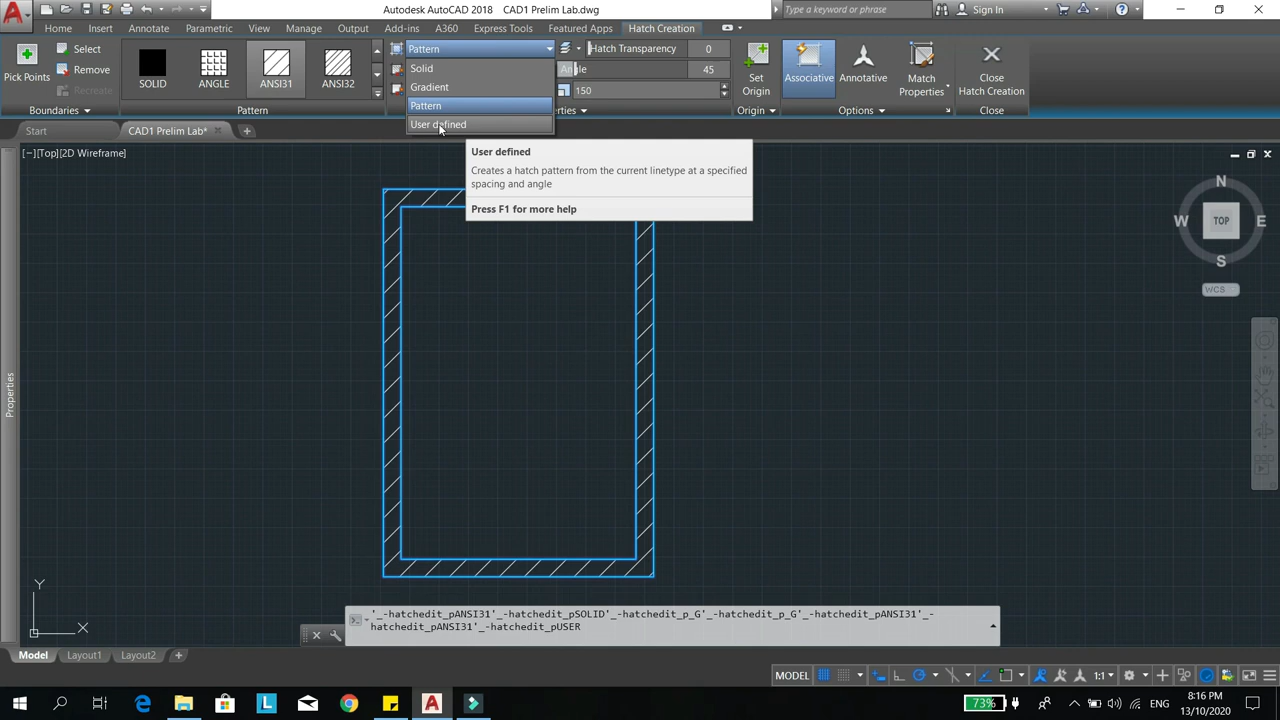 Autodesk AutoCAD 2018 CAD1 Prelim Lab.dwg
Type a keyword or phrase
Sign In
Home Insert Annotate Parametric View Manage Output Add-ins A360 Express Tools Featured Apps Hatch Creation
Pick Points
Select
Remove
Recreate
Boundaries
SOLID ANGLE ANSI31 ANSI32
Pattern
Pattern
Solid
Gradient
Pattern
User defined
Hatch Transparency 0
45
150
Set Origin
Origin
Associative
Annotative
Match Properties
Options
Close Hatch Creation
Close
Start CAD1 Prelim Lab*
[−][Top][2D Wireframe]
User defined
Creates a hatch pattern from the current linetype at a specified
spacing and angle
Press F1 for more help
N
W TOP E
S
WCS
Properties
Y
X
'_-hatchedit_pANSI31'_-hatchedit_pSOLID'_-hatchedit_p_G'_-hatchedit_p_G'_-hatchedit_pANSI31'_-
hatchedit_pANSI31'_-hatchedit_pUSER
Model Layout1 Layout2
MODEL
1:1
73%
8:16 PM
13/10/2020